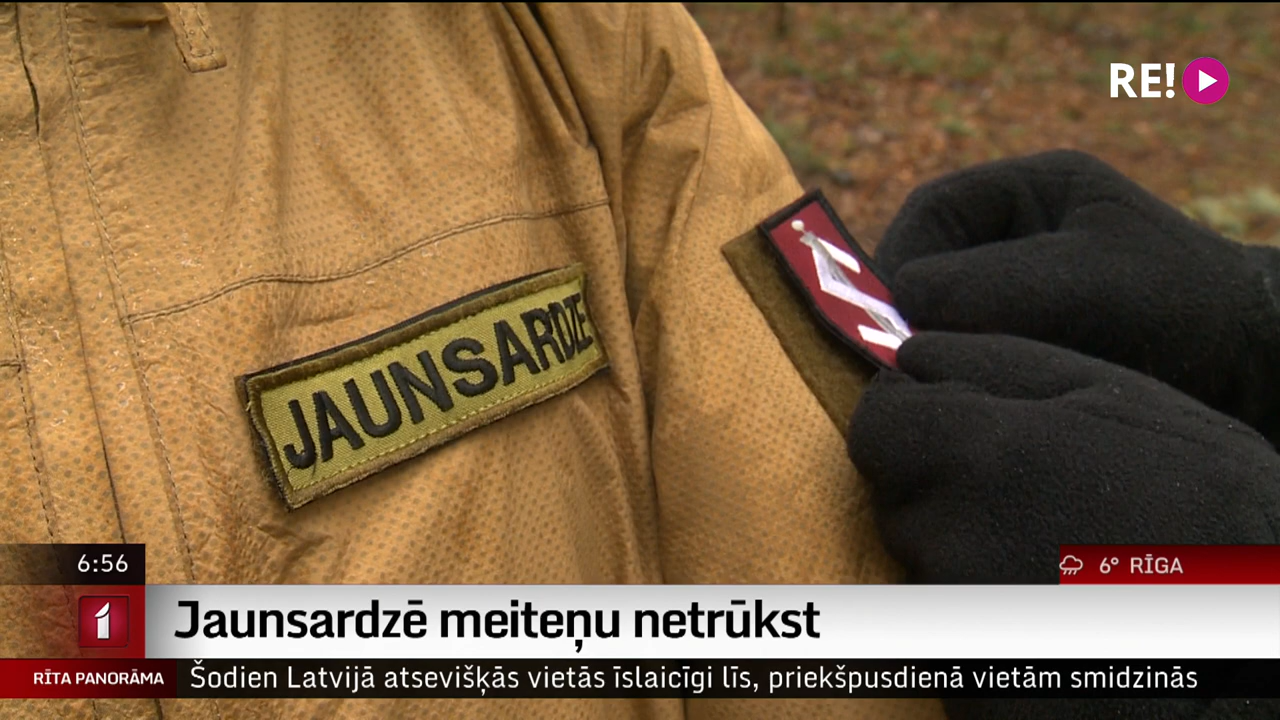 RE!
JAUNSARDZE
6:56
6° RĪGA
1
Jaunsardzē meiteņu netrūkst
RĪTA PANORĀMA
Šodien Latvijā atsevišķās vietās īslaicīgi līs, priekšpusdienā vietām smidzinās